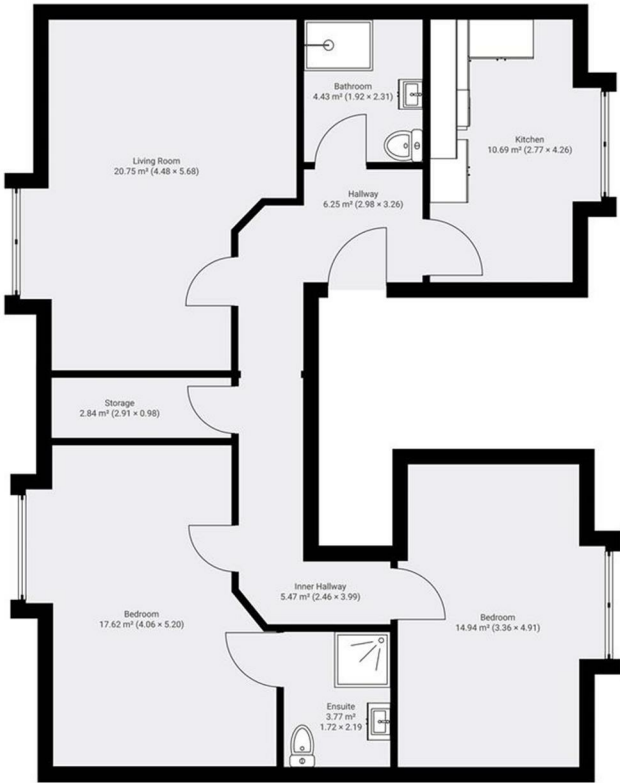 Bathroom
4.43 m² (1.92 × 2.31)
Kitchen
10.69 m² (2.77 × 4.26)
Living Room
20.75 m² (4.48 × 5.68)
Hallway
6.25 m² (2.98 × 3.26)
Storage
2.84 m² (2.91 × 0.98)
Inner Hallway
5.47 m² (2.46 × 3.99)
Bedroom
17.62 m² (4.06 × 5.20)
Bedroom
14.94 m² (3.36 × 4.91)
Ensuite
3.77 m²
1.72 × 2.19